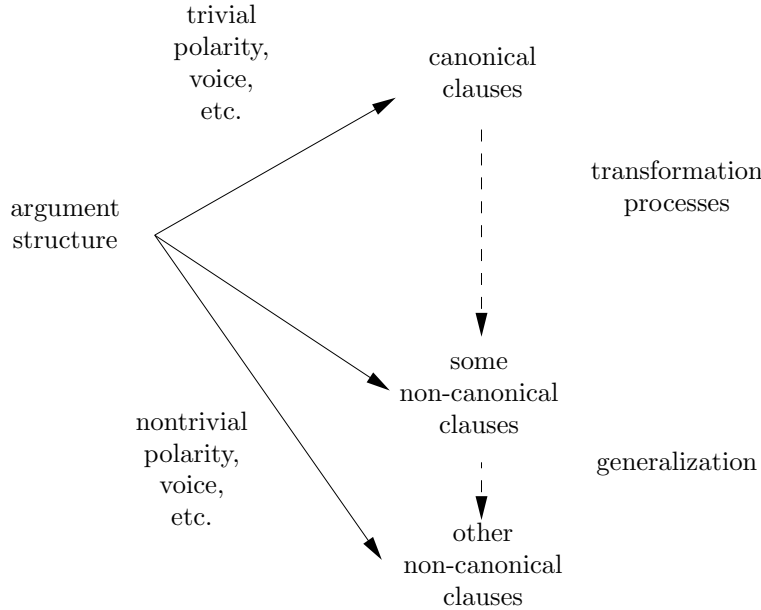 trivial
polarity,
voice,
etc.
canonical
clauses
transformation
processes
argument
structure
some
non-canonical
clauses
nontrivial
polarity,
voice,
etc.
generalization
other
non-canonical
clauses